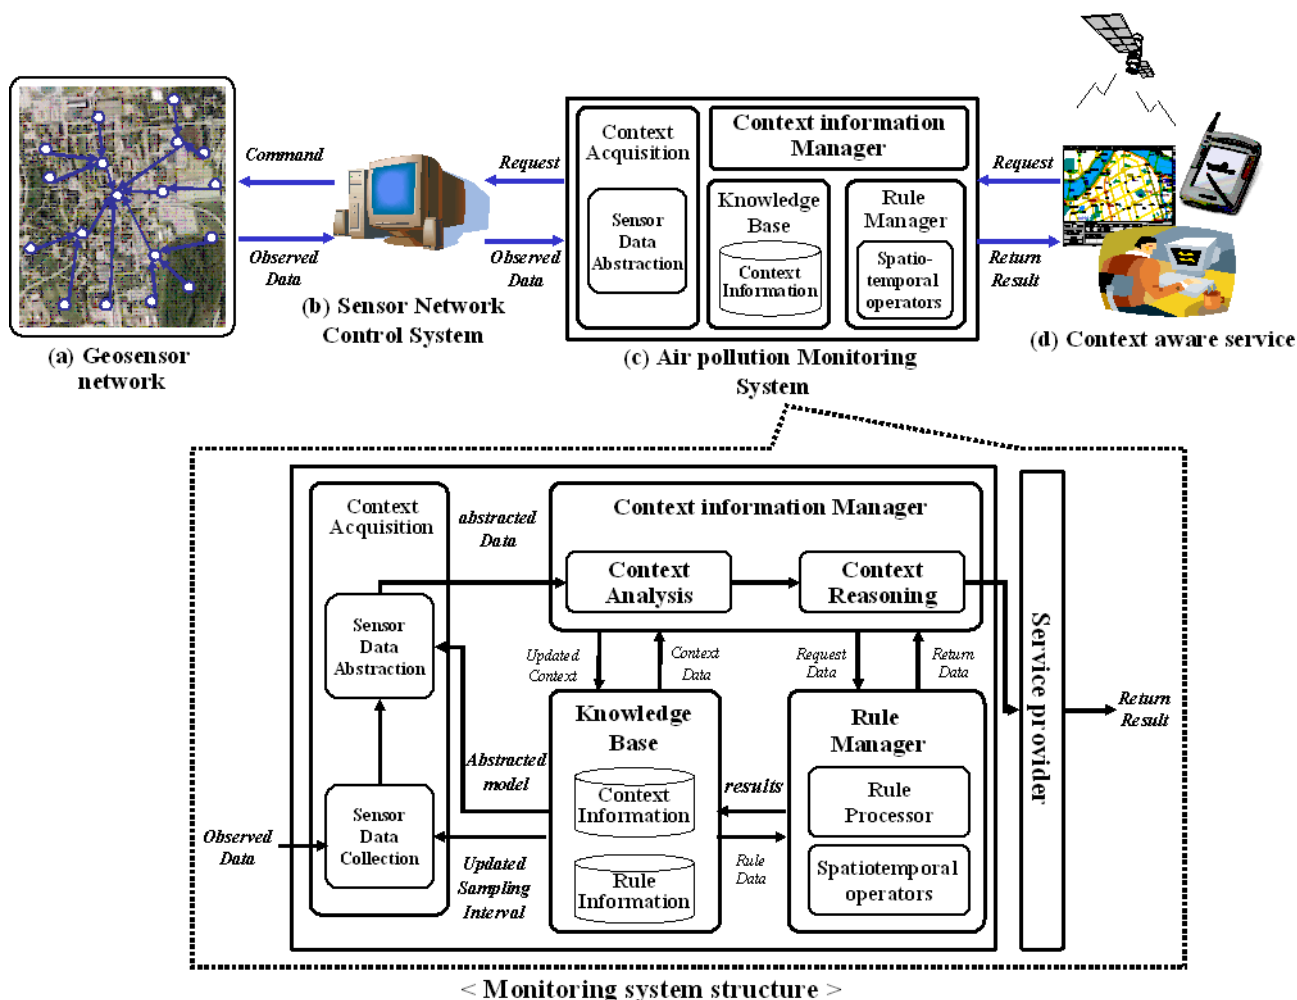 Command
Observed
Data
(a) Geosensor
network
(b) Sensor Network
Control System
Request
Observed
Data
Context
Acquisition
Sensor
Data
Abstraction
Context information
Manager
Knowledge
Base
Context
Information
Rule
Manager
Spatio-
temporal
operators
(c) Air pollution Monitoring
System
Request
Return
Result
(d) Context aware service
Context
Acquisition
Sensor
Data
Abstraction
Sensor
Data
Collection
Observed
Data
abstracted
Data
Context information Manager
Context
Analysis
Context
Reasoning
Updated
Context
Context
Data
Request
Data
Return
Data
Knowledge
Base
Context
Information
Rule
Information
Abstracted
model
Updated
Sampling
Interval
results
Rule
Data
Rule
Manager
Rule
Processor
Spatiotemporal
operators
Service provider
Return
Result
< Monitoring system structure >